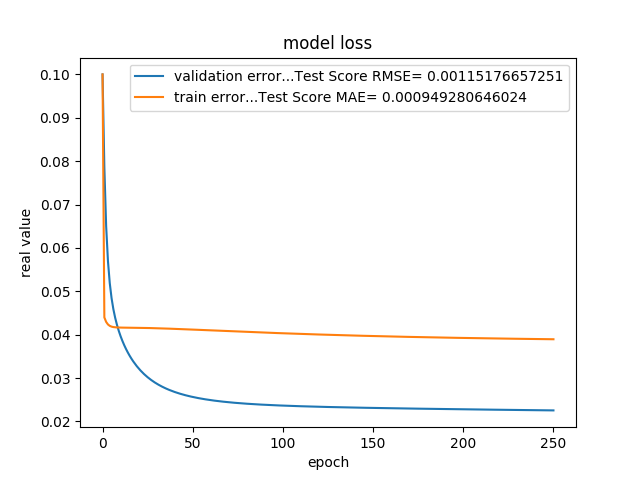 model loss
validation error...Test Score RMSE= 0.00115176657251
train error...Test Score MAE= 0.000949280646024
real value
0.10
0.09
0.08
0.07
0.06
0.05
0.04
0.03
0.02
0 50 100 150 200 250
epoch